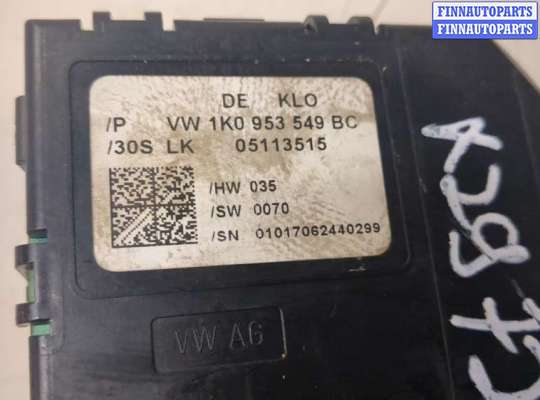 FINNAUTOPARTS
FINNAUTOPARTS
FINNAUTOPARTS
DE KLO
/P VW 1K0 953 549 BC
/30S LK 05113515
/HW 035
/SW 0070
/SN 01017062440299
VW AG